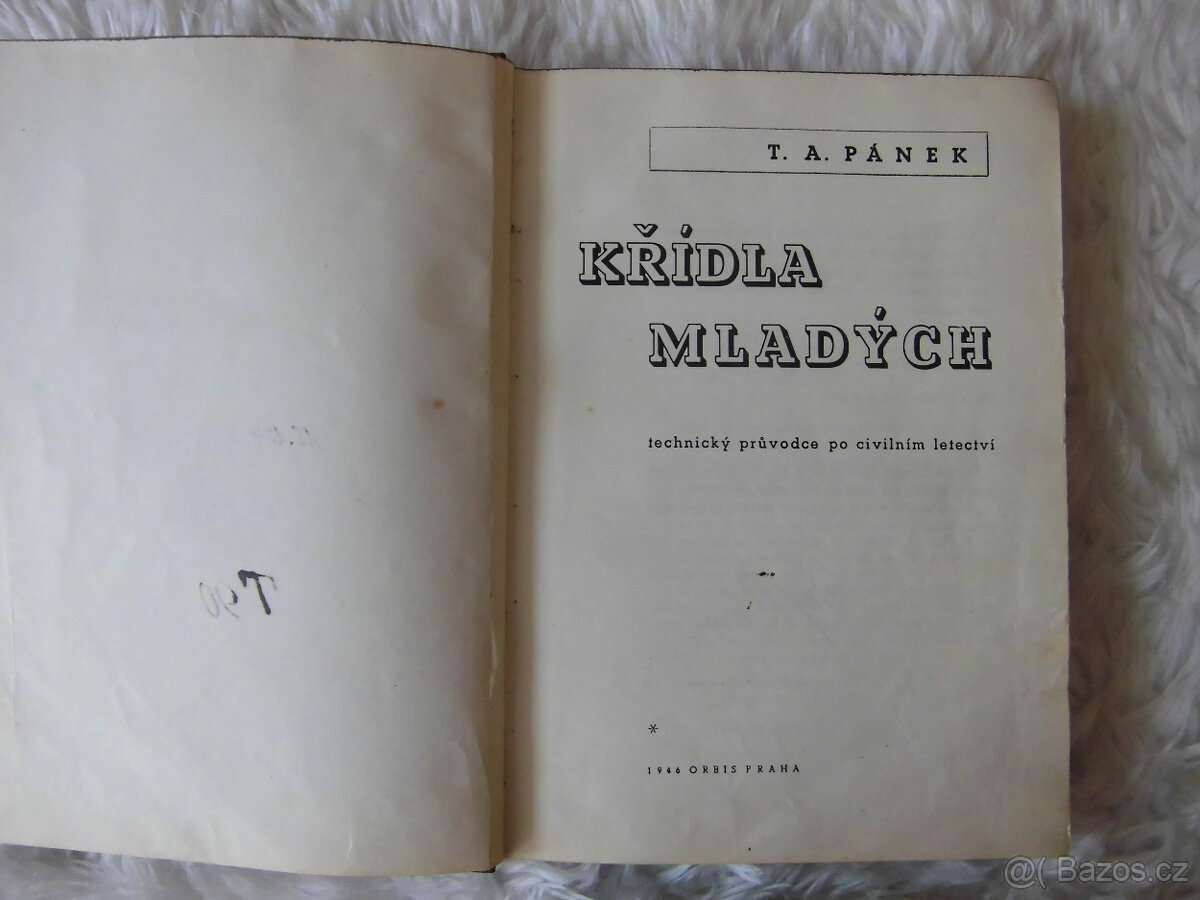 T. A. PÁNEK
KŘÍDLA
MLADÝCH
technický průvodce po civilním letectví
*
1946 ORBIS PRAHA
@( Bazos.cz